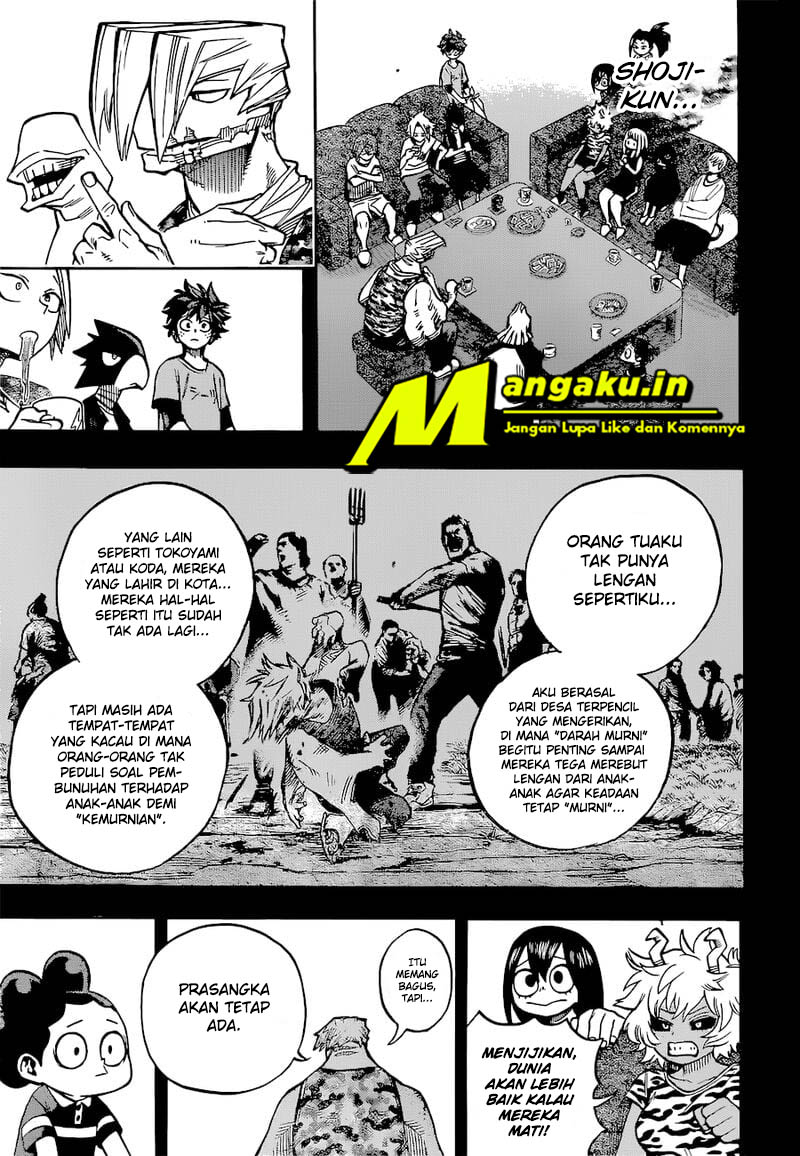 SHOJI-
KUN...
Mangaku.in
Jangan Lupa Like dan Komennya
ORANG TUAKU
TAK PUNYA
LENGAN
SEPERTIKU...
AKU BERASAL
DARI DESA TERPENCIL
YANG MENGERIKAN,
DI MANA "DARAH MURNI"
BEGITU PENTING SAMPAI
MEREKA TEGA MEREBUT
LENGAN DARI ANAK-
ANAK AGAR KEADAAN
TETAP "MURNI"...
YANG LAIN
SEPERTI TOKOYAMI
ATAU KODA, MEREKA
YANG LAHIR DI KOTA...
MEREKA HAL-HAL
SEPERTI ITU SUDAH
TAK ADA LAGI...
TAPI MASIH ADA
TEMPAT-TEMPAT
YANG KACAU DI MANA
ORANG-ORANG TAK
PEDULI SOAL PEM-
BUNUHAN TERHADAP
ANAK-ANAK DEMI
"KEMURNIAN".
MENJIJIKAN,
DUNIA
AKAN LEBIH
BAIK KALAU
MEREKA
MATI!
ITU
MEMANG
BAGUS,
TAPI...
PRASANGKA
AKAN TETAP
ADA.